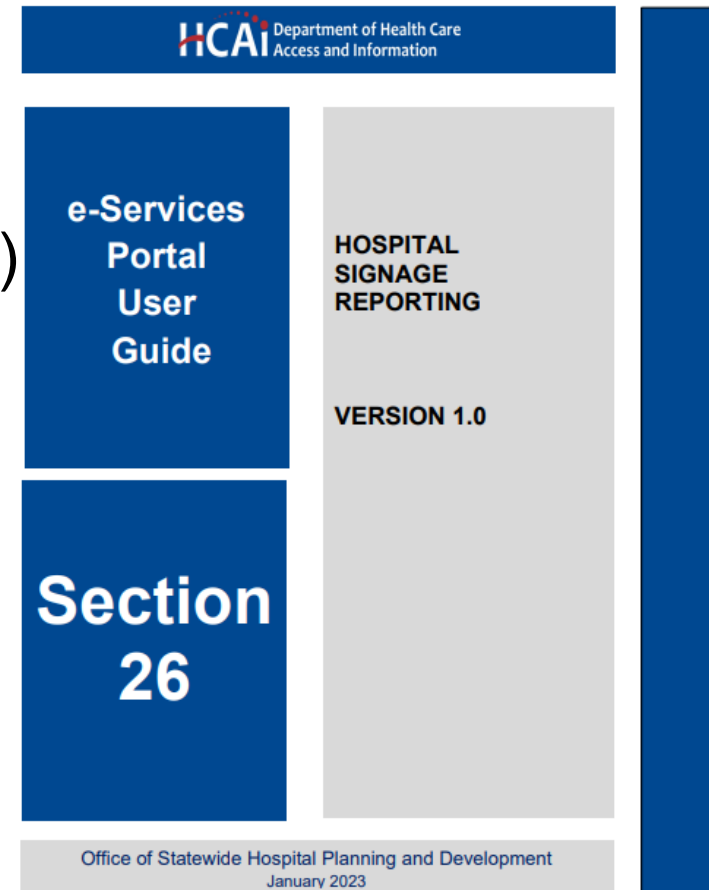 HCAi Department of Health Care
Access and Information
)
e-Services
Portal
User
Guide
HOSPITAL
SIGNAGE
REPORTING
VERSION 1.0
Section
26
Office of Statewide Hospital Planning and Development
January 2023